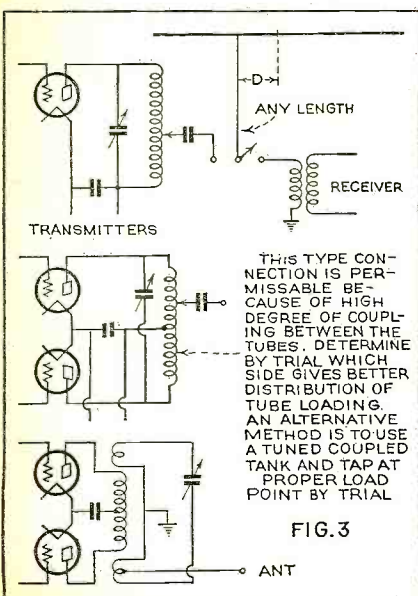 D
ANY LENGTH
RECEIVER
TRANSMITTERS
THIS TYPE CON-
NECTION IS PER-
MISSABLE BE-
CAUSE OF HIGH
DEGREE OF COUPL-
ING BETWEEN THE
TUBES. DETERMINE
BY TRIAL WHICH
SIDE GIVES BETTER
DISTRIBUTION OF
TUBE LOADING.
AN ALTERNATIVE
METHOD IS TO USE
A TUNED COUPLED
TANK AND TAP AT
PROPER LOAD
POINT BY TRIAL
FIG.3
ANT